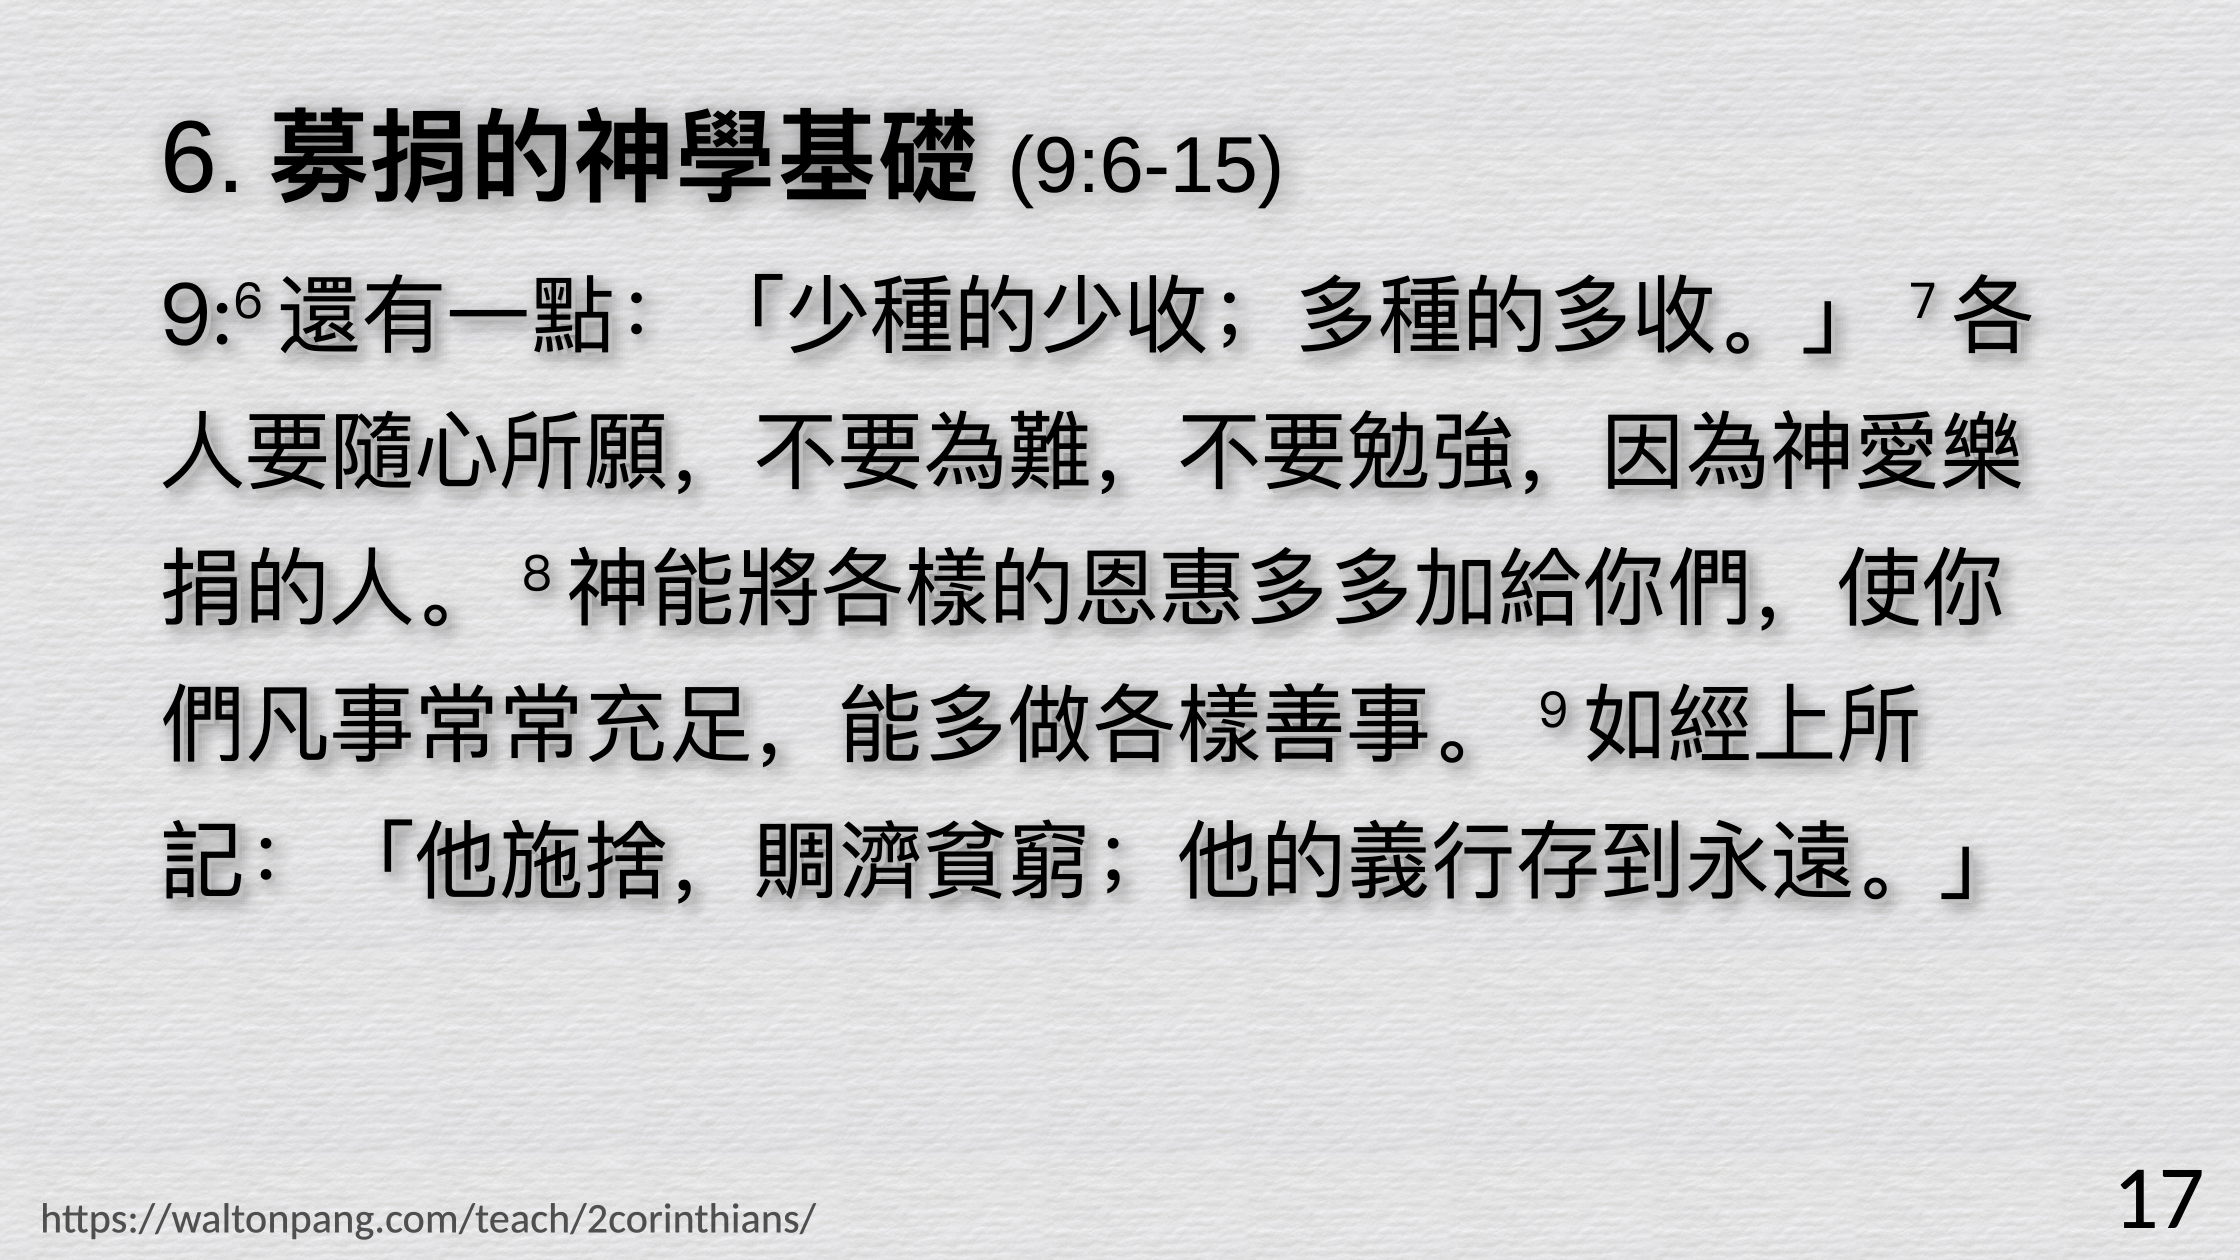 6. 募捐的神學基礎 (9:6-15)
9:6 還有一點：「少種的少收；多種的多收。」 7 各
人要隨心所願，不要為難，不要勉強，因為神愛樂
捐的人。 8 神能將各樣的恩惠多多加給你們，使你
們凡事常常充足，能多做各樣善事。 9 如經上所
記：「他施捨，賙濟貧窮；他的義行存到永遠。」
https://waltonpang.com/teach/2corinthians/
17